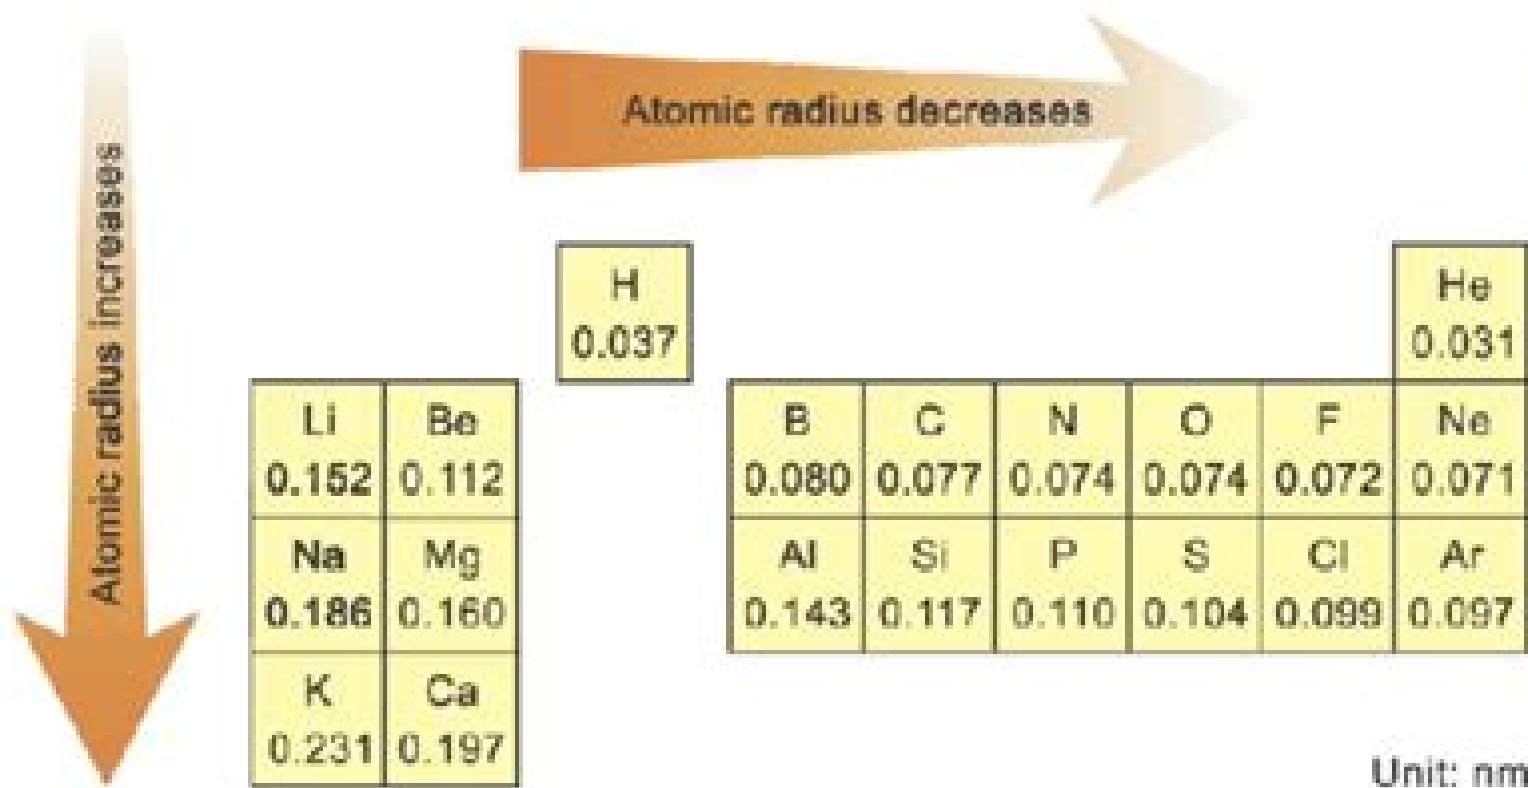 Atomic radius decreases
Atomic radius increases
H He
0.037 0.031
Li Be B C N O F Ne
0.152 0.112 0.080 0.077 0.074 0.074 0.072 0.071
Na Mg Al Si P S Cl Ar
0.186 0.160 0.143 0.117 0.110 0.104 0.099 0.097
K Ca
0.231 0.197
Unit: nm